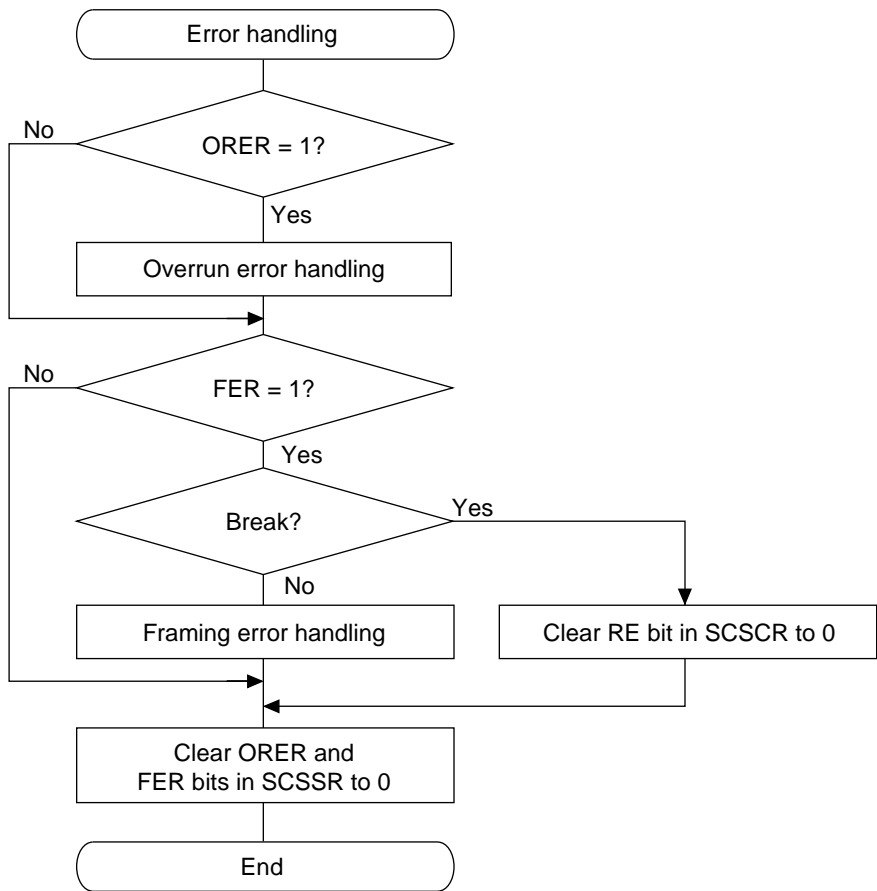 Error handling
No
ORER = 1?
Yes
Overrun error handling
No
FER = 1?
Yes
Break?
Yes
No
Framing error handling
Clear RE bit in SCSCR to 0
Clear ORER and
FER bits in SCSSR to 0
End